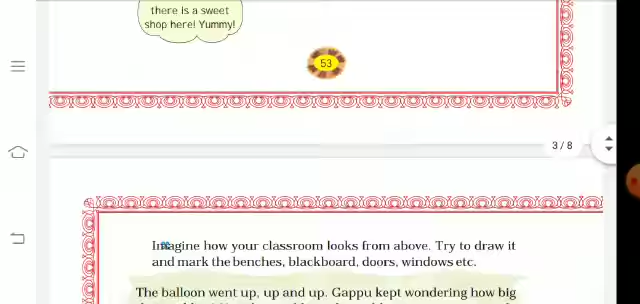 there is a sweet
shop here! Yummy!
53
3 / 8
Imagine how your classroom looks from above. Try to draw it
and mark the benches, blackboard, doors, windows etc.
The balloon went up, up and up. Gappu kept wondering how big